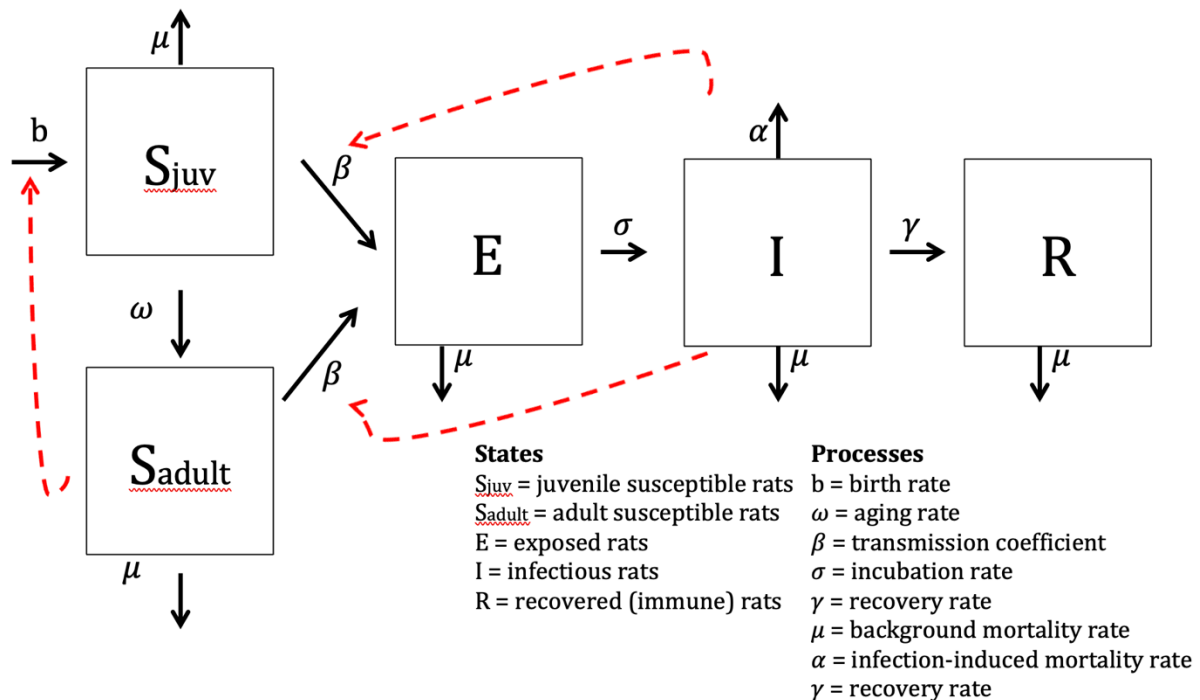 μ
b
Sjuv
β
α
E
σ
I
γ
R
ω
μ
μ
μ
β
Sadult
μ
States
Sjuv = juvenile susceptible rats
Sadult = adult susceptible rats
E = exposed rats
I = infectious rats
R = recovered (immune) rats
Processes
b = birth rate
ω = aging rate
β = transmission coefficient
σ = incubation rate
γ = recovery rate
μ = background mortality rate
α = infection-induced mortality rate
γ = recovery rate